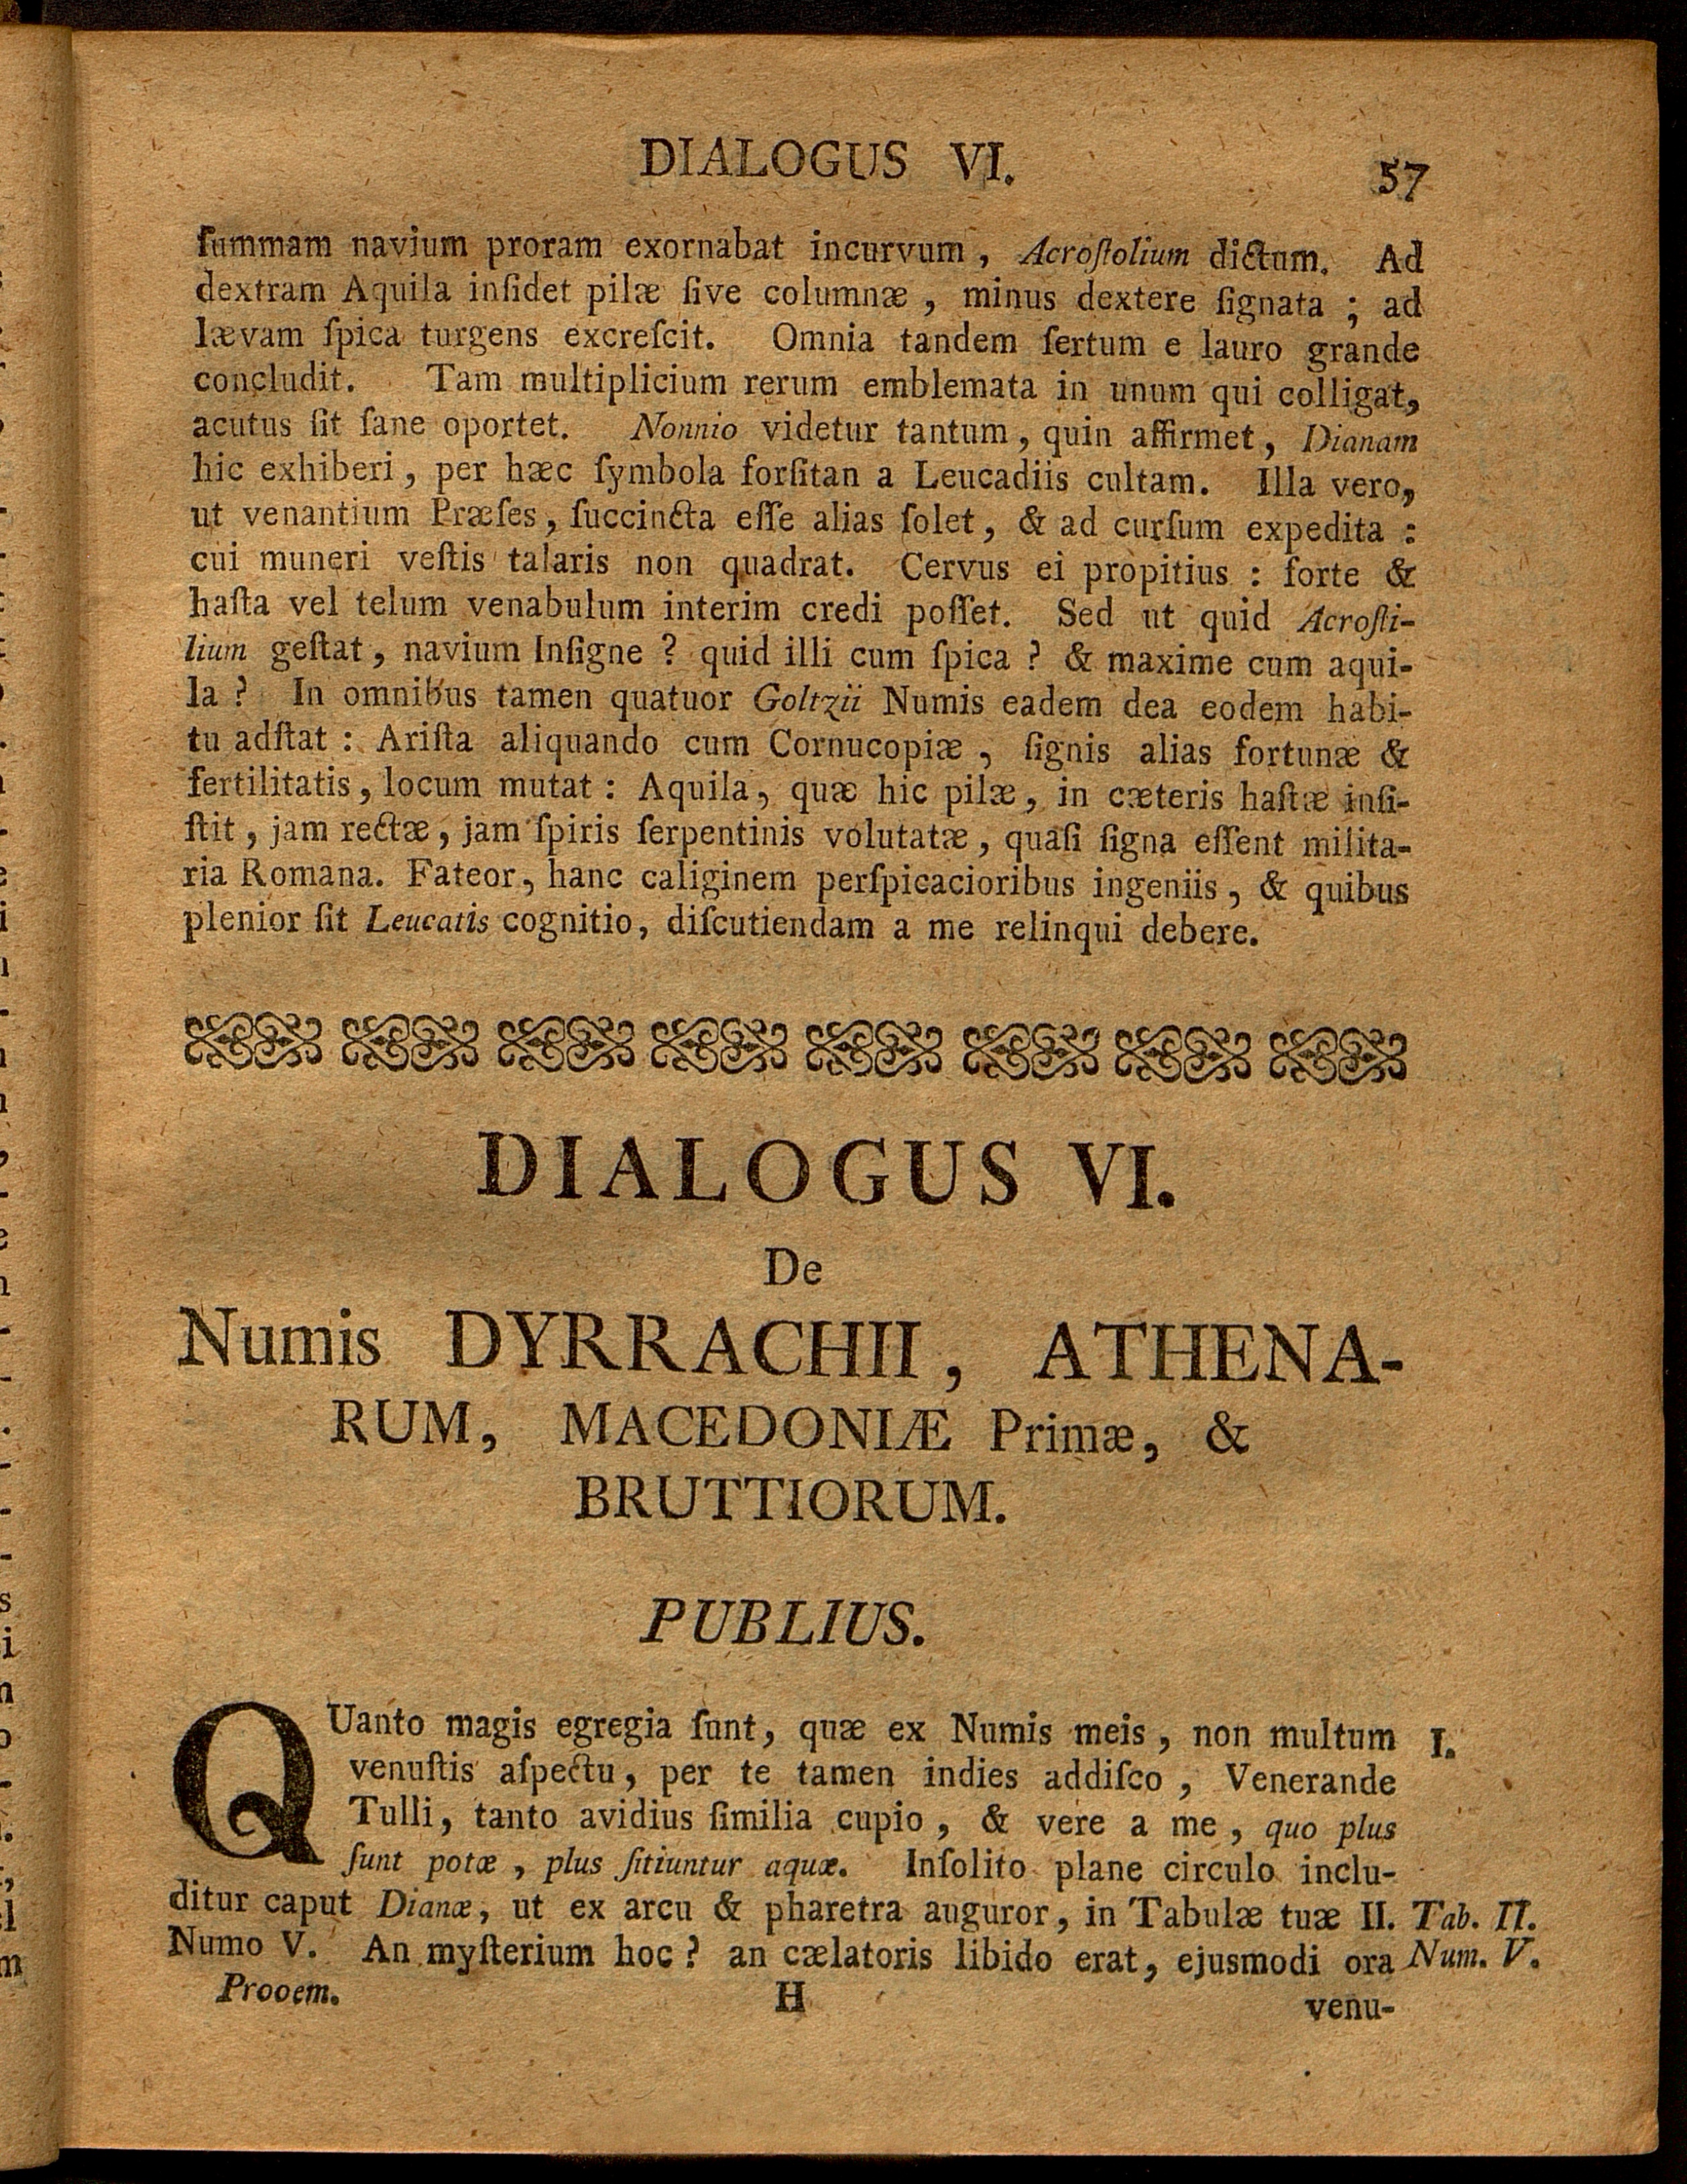 DIALOGUS VI. 57
ſummam navium proram exornabat incurvum, Acroſtolium dictum. Ad
dextram Aquila inſidet pilæ ſive columnæ, minus dextere ſignata; ad
lævam ſpica turgens excreſcit. Omnia tandem ſertum e lauro grande
concludit. Tam multiplicium rerum emblemata in unum qui colligat,
acutus ſit ſane oportet. Nonnio videtur tantum, quin affirmet, Dianam
hic exhiberi, per hæc ſymbola forſitan a Leucadiis cultam. Illa vero,
ut venantium Præſes, ſuccincta eſſe alias ſolet, & ad curſum expedita:
cui muneri veſtis talaris non quadrat. Cervus ei propitius: forte &
haſta vel telum venabulum interim credi poſſet. Sed ut quid Acroſti-
lium geſtat, navium Inſigne? quid illi cum ſpica? & maxime cum aqui-
la? In omnibus tamen quatuor Goltzii Numis eadem dea eodem habi-
tu adſtat: Ariſta aliquando cum Cornucopiæ, ſignis alias fortunæ &
fertilitatis, locum mutat: Aquila, quæ hic pilæ, in cæteris haſtæ inſi-
ſtit, jam rectæ, jam ſpiris ſerpentinis volutatæ, quaſi ſigna eſſent milita-
ria Romana. Fateor, hanc caliginem perſpicacioribus ingeniis, & quibus
plenior ſit Leucatis cognitio, diſcutiendam a me relinqui debere.
DIALOGUS VI.
De
Numis DYRRACHII, ATHENA-
RUM, MACEDONIÆ Primæ, &
BRUTTIORUM.
PUBLIUS.
QUanto magis egregia ſunt, quæ ex Numis meis, non multum I.
venuſtis aſpectu, per te tamen indies addiſco, Venerande
Tulli, tanto avidius ſimilia cupio, & vere a me, quo plus
ſunt potæ, plus ſitiuntur aquæ. Inſolito plane circulo inclu-
ditur caput Dianæ, ut ex arcu & pharetra auguror, in Tabulæ tuæ II. Tab. II.
Numo V. An myſterium hoc? an cælatoris libido erat, ejusmodi ora Num. V.
Prooem. H venu-